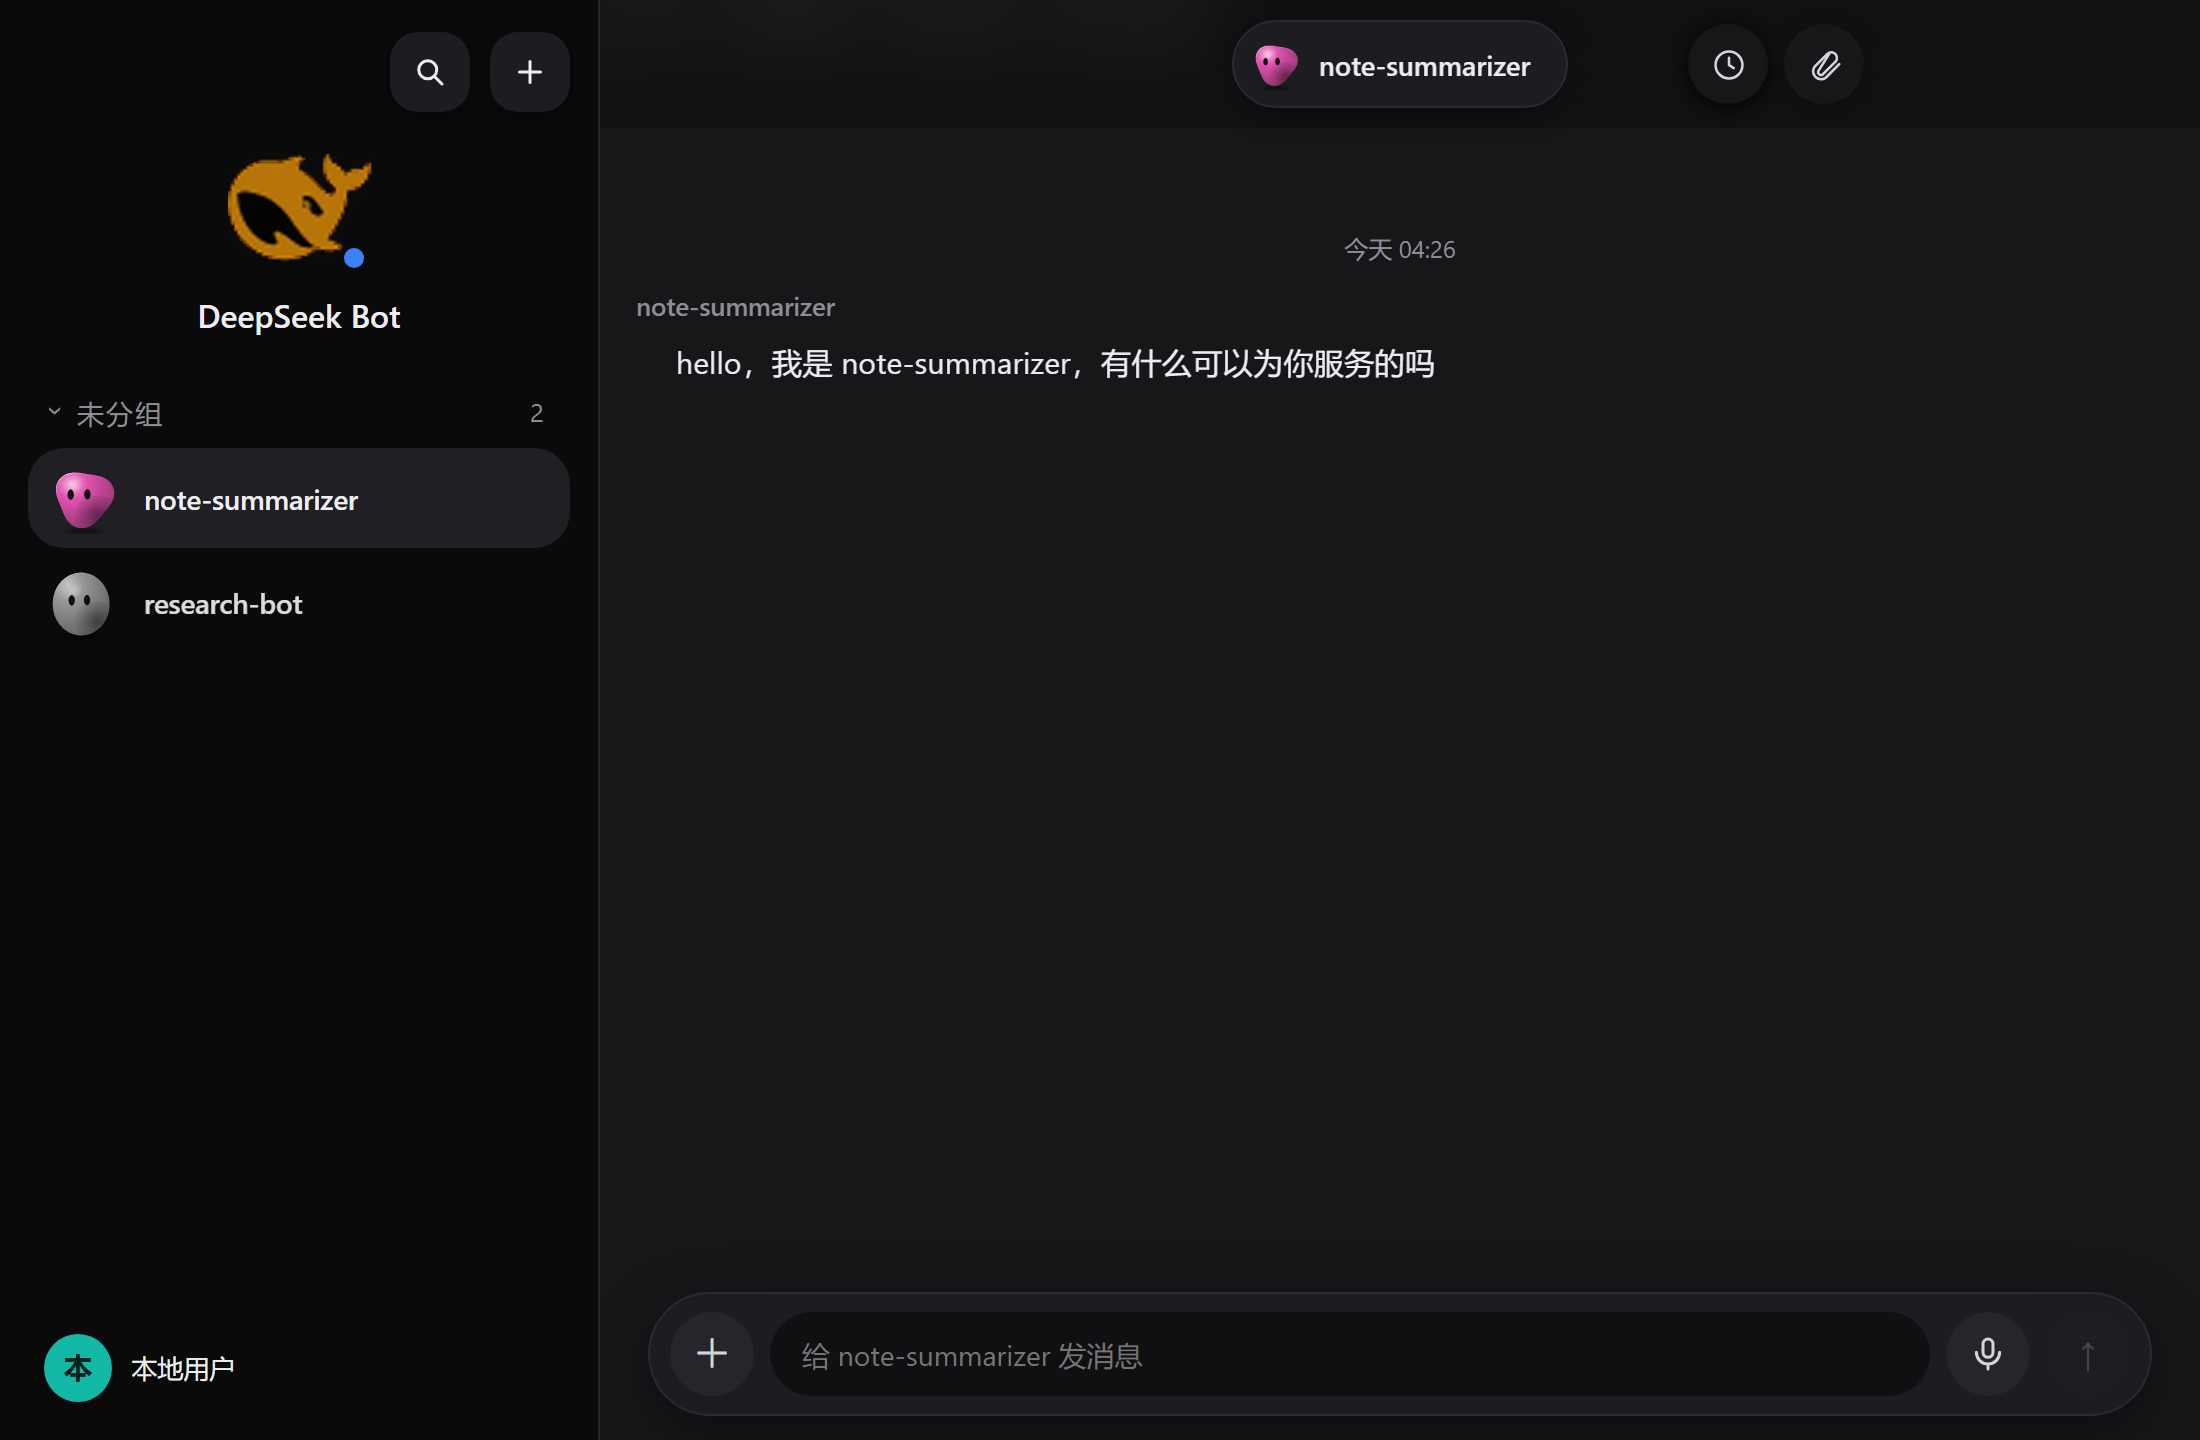 DeepSeek Bot
未分组 2
note-summarizer
research-bot
本 本地用户
note-summarizer
今天 04:26
note-summarizer
hello，我是 note-summarizer，有什么可以为你服务的吗
给 note-summarizer 发消息